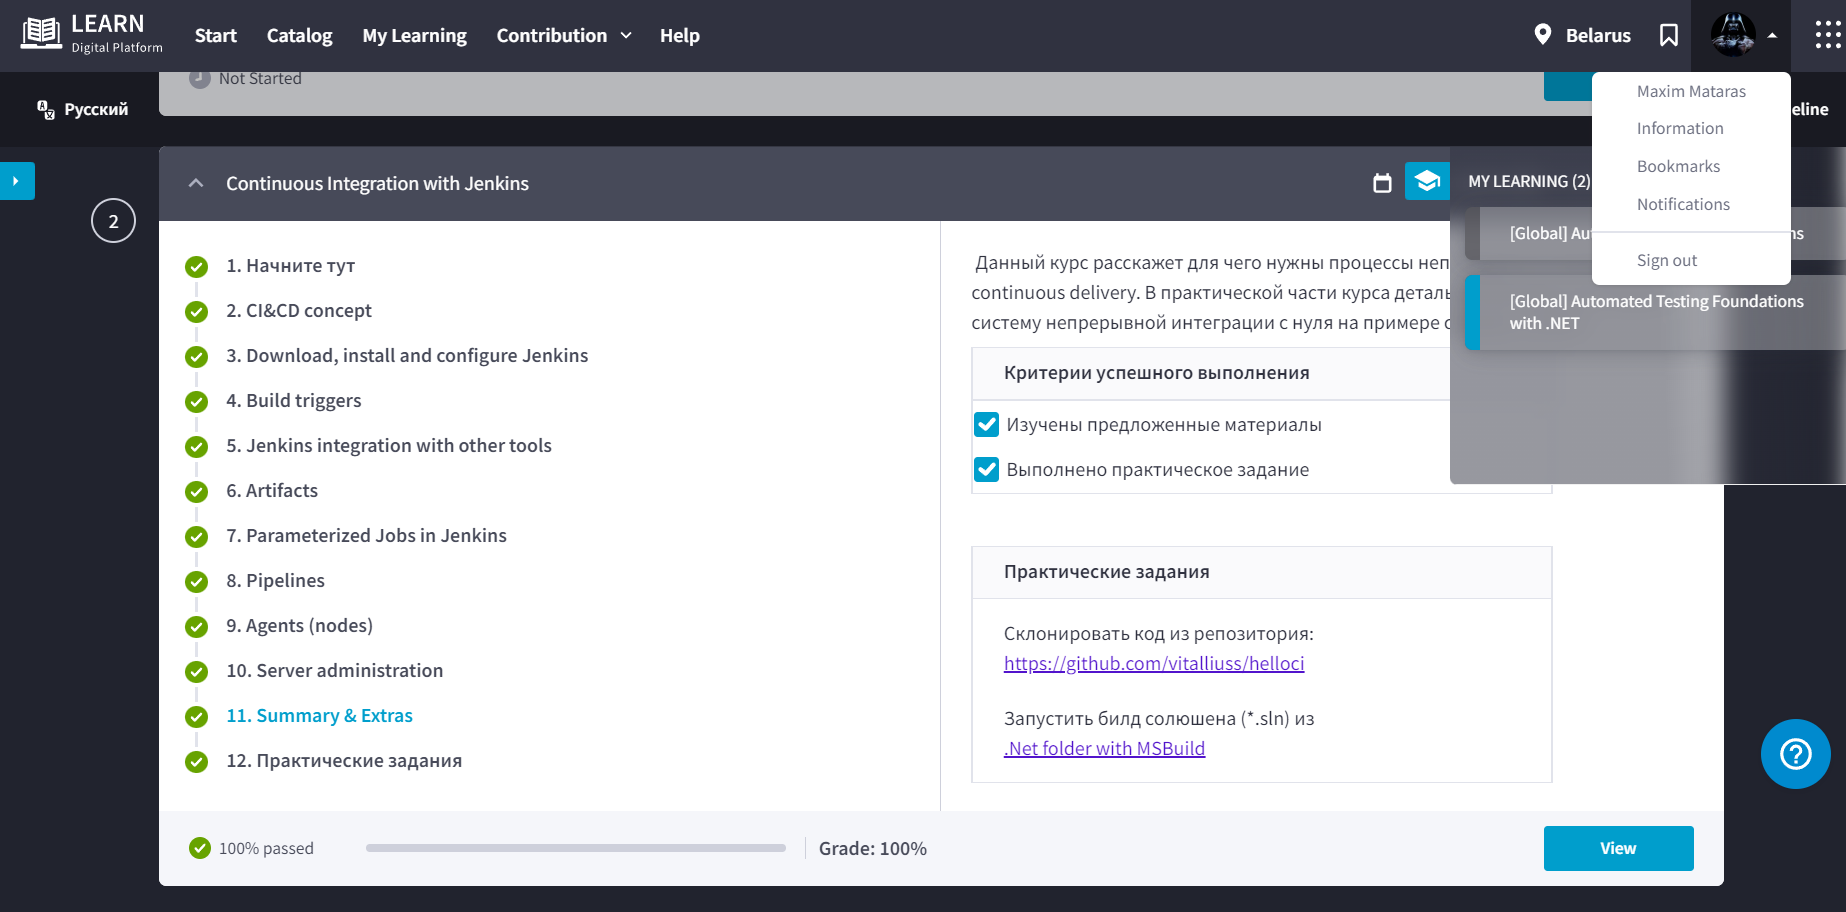 LEARN
Digital Platform
Start
Catalog
My Learning
Contribution
Help
Belarus
Русский
Not Started
eline
Maxim Mataras
Information
Bookmarks
Notifications
Sign out
2
Continuous Integration with Jenkins
MY LEARNING (2)
[Global] Au
ns
[Global] Automated Testing Foundations
with .NET
1. Начните тут
2. CI&CD concept
3. Download, install and configure Jenkins
4. Build triggers
5. Jenkins integration with other tools
6. Artifacts
7. Parameterized Jobs in Jenkins
8. Pipelines
9. Agents (nodes)
10. Server administration
11. Summary & Extras
12. Практические задания
Данный курс расскажет для чего нужны процессы неп
continuous delivery. В практической части курса деталь
систему непрерывной интеграции с нуля на примере с
Критерии успешного выполнения
Изучены предложенные материалы
Выполнено практическое задание
Практические задания
Склонировать код из репозитория:
https://github.com/vitalliuss/helloci
Запустить билд солюшена (*.sln) из
.Net folder with MSBuild
100% passed
Grade: 100%
View